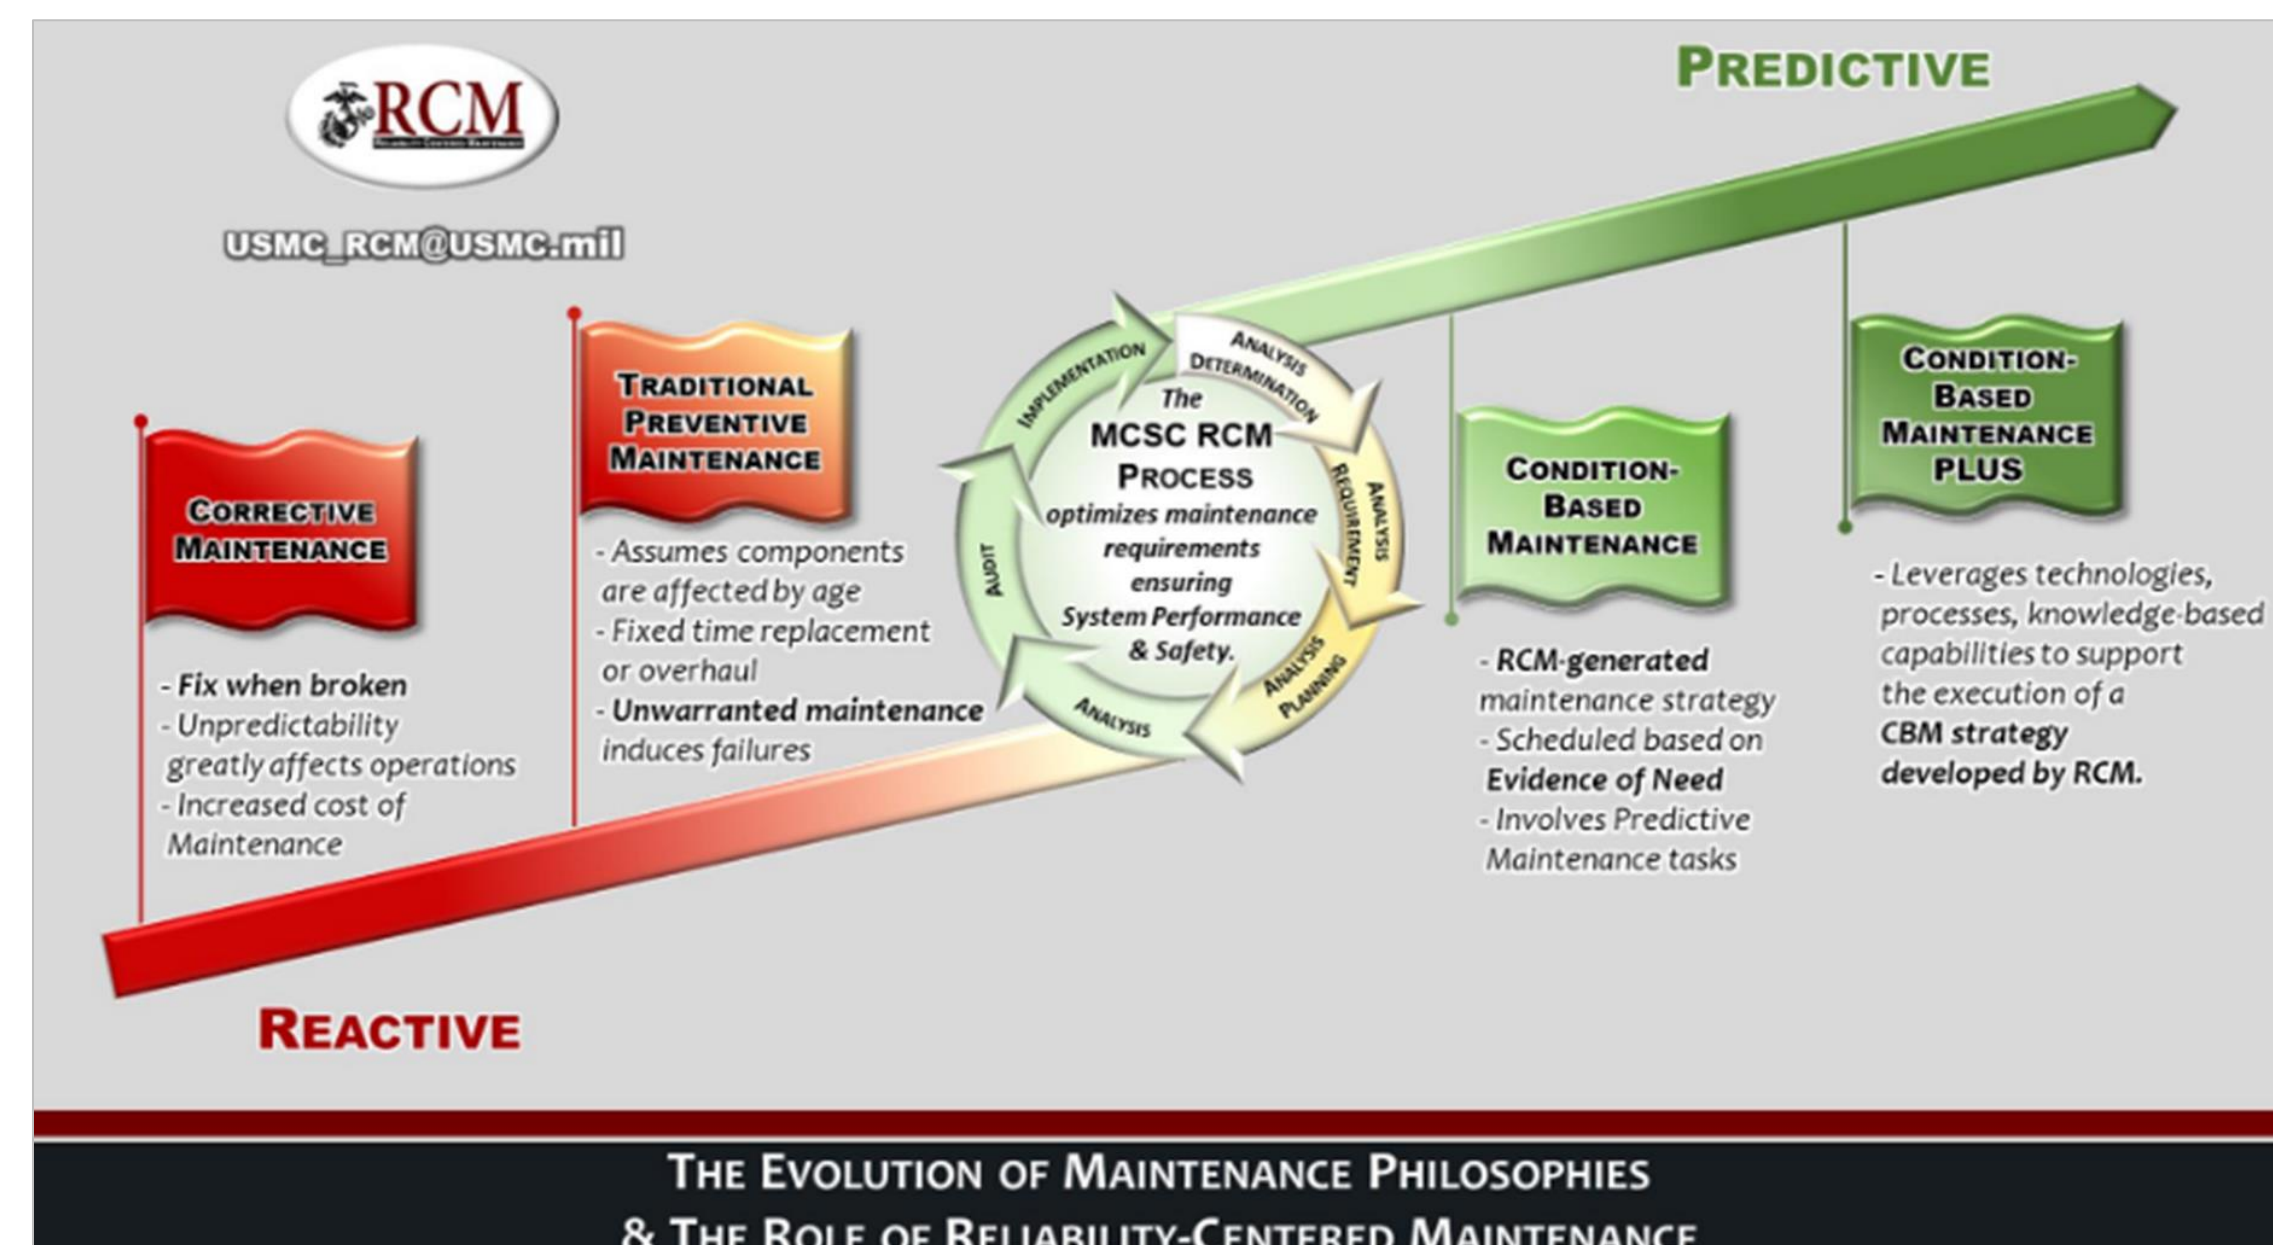 PREDICTIVE
RCM
RELIABILITY-CENTERED MAINTENANCE
USMC_RCM@USMC.mil
CORRECTIVE
MAINTENANCE
- Fix when broken
- Unpredictability
greatly affects operations
- Increased cost of
Maintenance
TRADITIONAL
PREVENTIVE
MAINTENANCE
- Assumes components
are affected by age
- Fixed time replacement
or overhaul
- Unwarranted maintenance
induces failures
ANALYSIS
DETERMINATION
ANALYSIS
REQUIREMENT
ANALYSIS
PLANNING
ANALYSIS
AUDIT
IMPLEMENTATION
The
MCSC RCM
PROCESS
optimizes maintenance
requirements
ensuring
System Performance
& Safety.
CONDITION-
BASED
MAINTENANCE
- RCM-generated
maintenance strategy
- Scheduled based on
Evidence of Need
- Involves Predictive
Maintenance tasks
CONDITION-
BASED
MAINTENANCE
PLUS
- Leverages technologies,
processes, knowledge-based
capabilities to support
the execution of a
CBM strategy
developed by RCM.
REACTIVE
THE EVOLUTION OF MAINTENANCE PHILOSOPHIES
& THE ROLE OF RELIABILITY-CENTERED MAINTENANCE